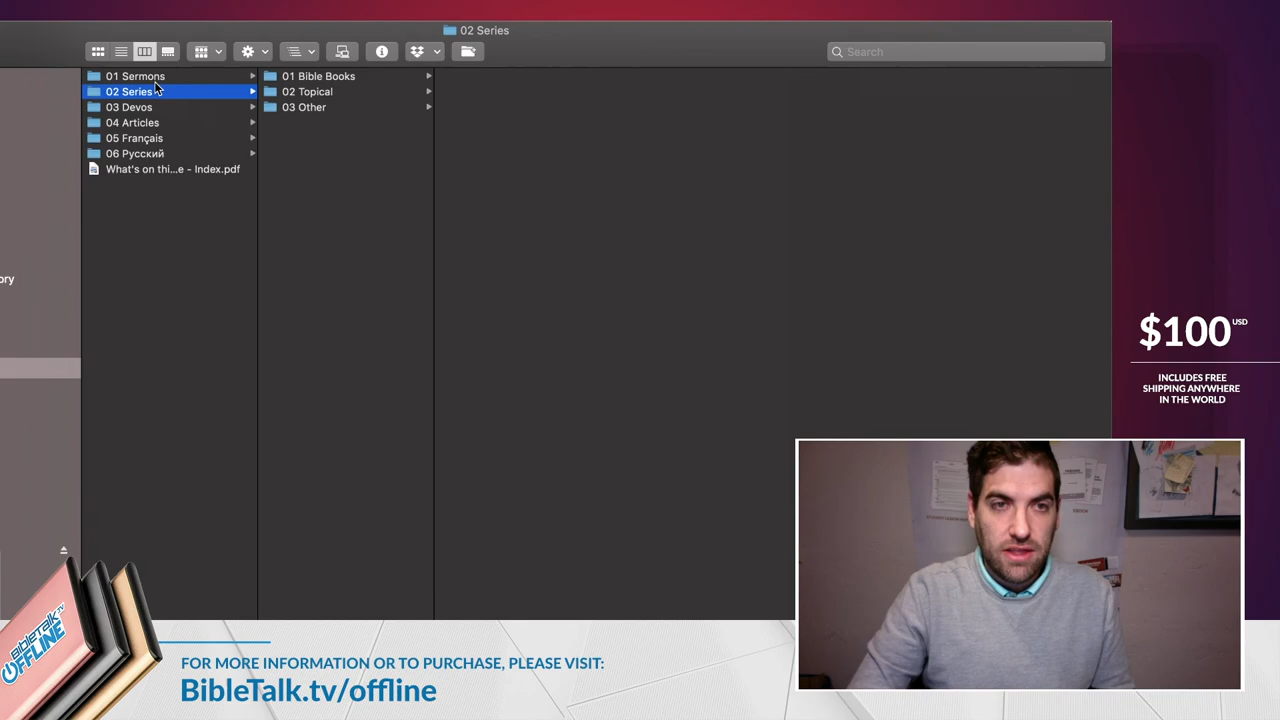 02 Series
Search
01 Sermons
02 Series
03 Devos
04 Articles
05 Français
06 Русский
What's on thi...e - Index.pdf
01 Bible Books
02 Topical
03 Other
ory
$100 USD
INCLUDES FREE
SHIPPING ANYWHERE
IN THE WORLD
BIBLETALK.TV
OFFLINE
FOR MORE INFORMATION OR TO PURCHASE, PLEASE VISIT:
BibleTalk.tv/offline